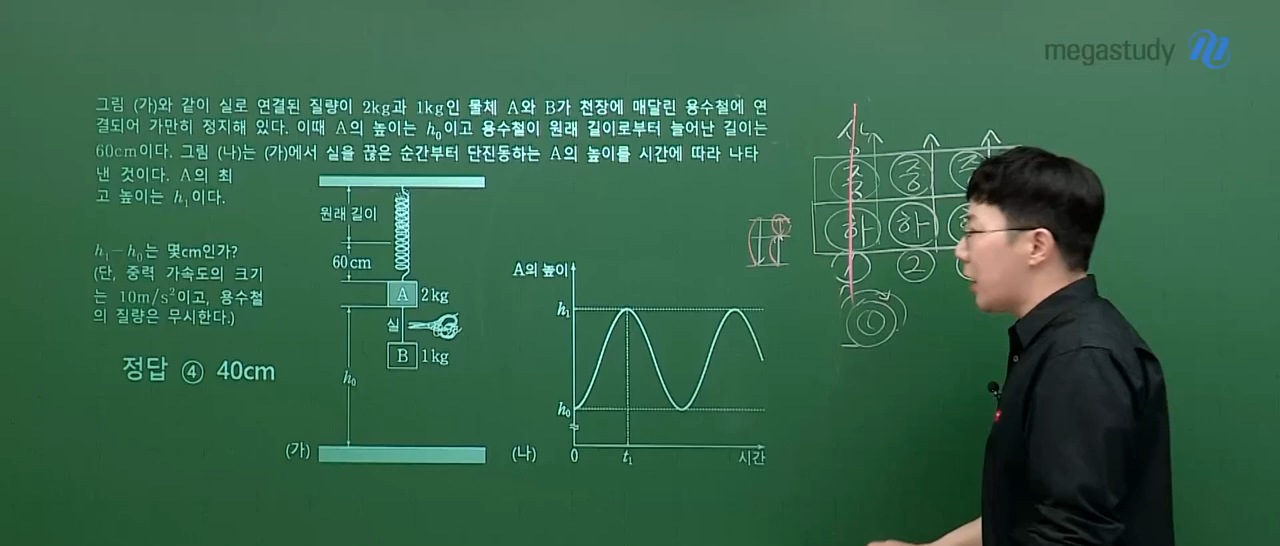 megastudy
그림 (가)와 같이 실로 연결된 질량이 2kg과 1kg인 물체 A와 B가 천장에 매달린 용수철에 연
결되어 가만히 정지해 있다. 이때 A의 높이는 h₀이고 용수철이 원래 길이로부터 늘어난 길이는
60cm이다. 그림 (나)는 (가)에서 실을 끊은 순간부터 단진동하는 A의 높이를 시간에 따라 나타
낸 것이다. A의 최
고 높이는 h₁이다.
h₁−h₀는 몇cm인가?
(단, 중력 가속도의 크기
는 10m/s²이고, 용수철
의 질량은 무시한다.)
정답 ④ 40cm
원래 길이
60cm
A 2kg
실
B 1kg
h₀
(가)
A의 높이
h₁
h₀
0 t₁ 시간
(나)
상
중 중
하 하
① ②